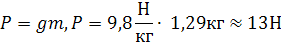 P = gm, P = 9,8 Н/кг · 1,29кг ≈ 13Н